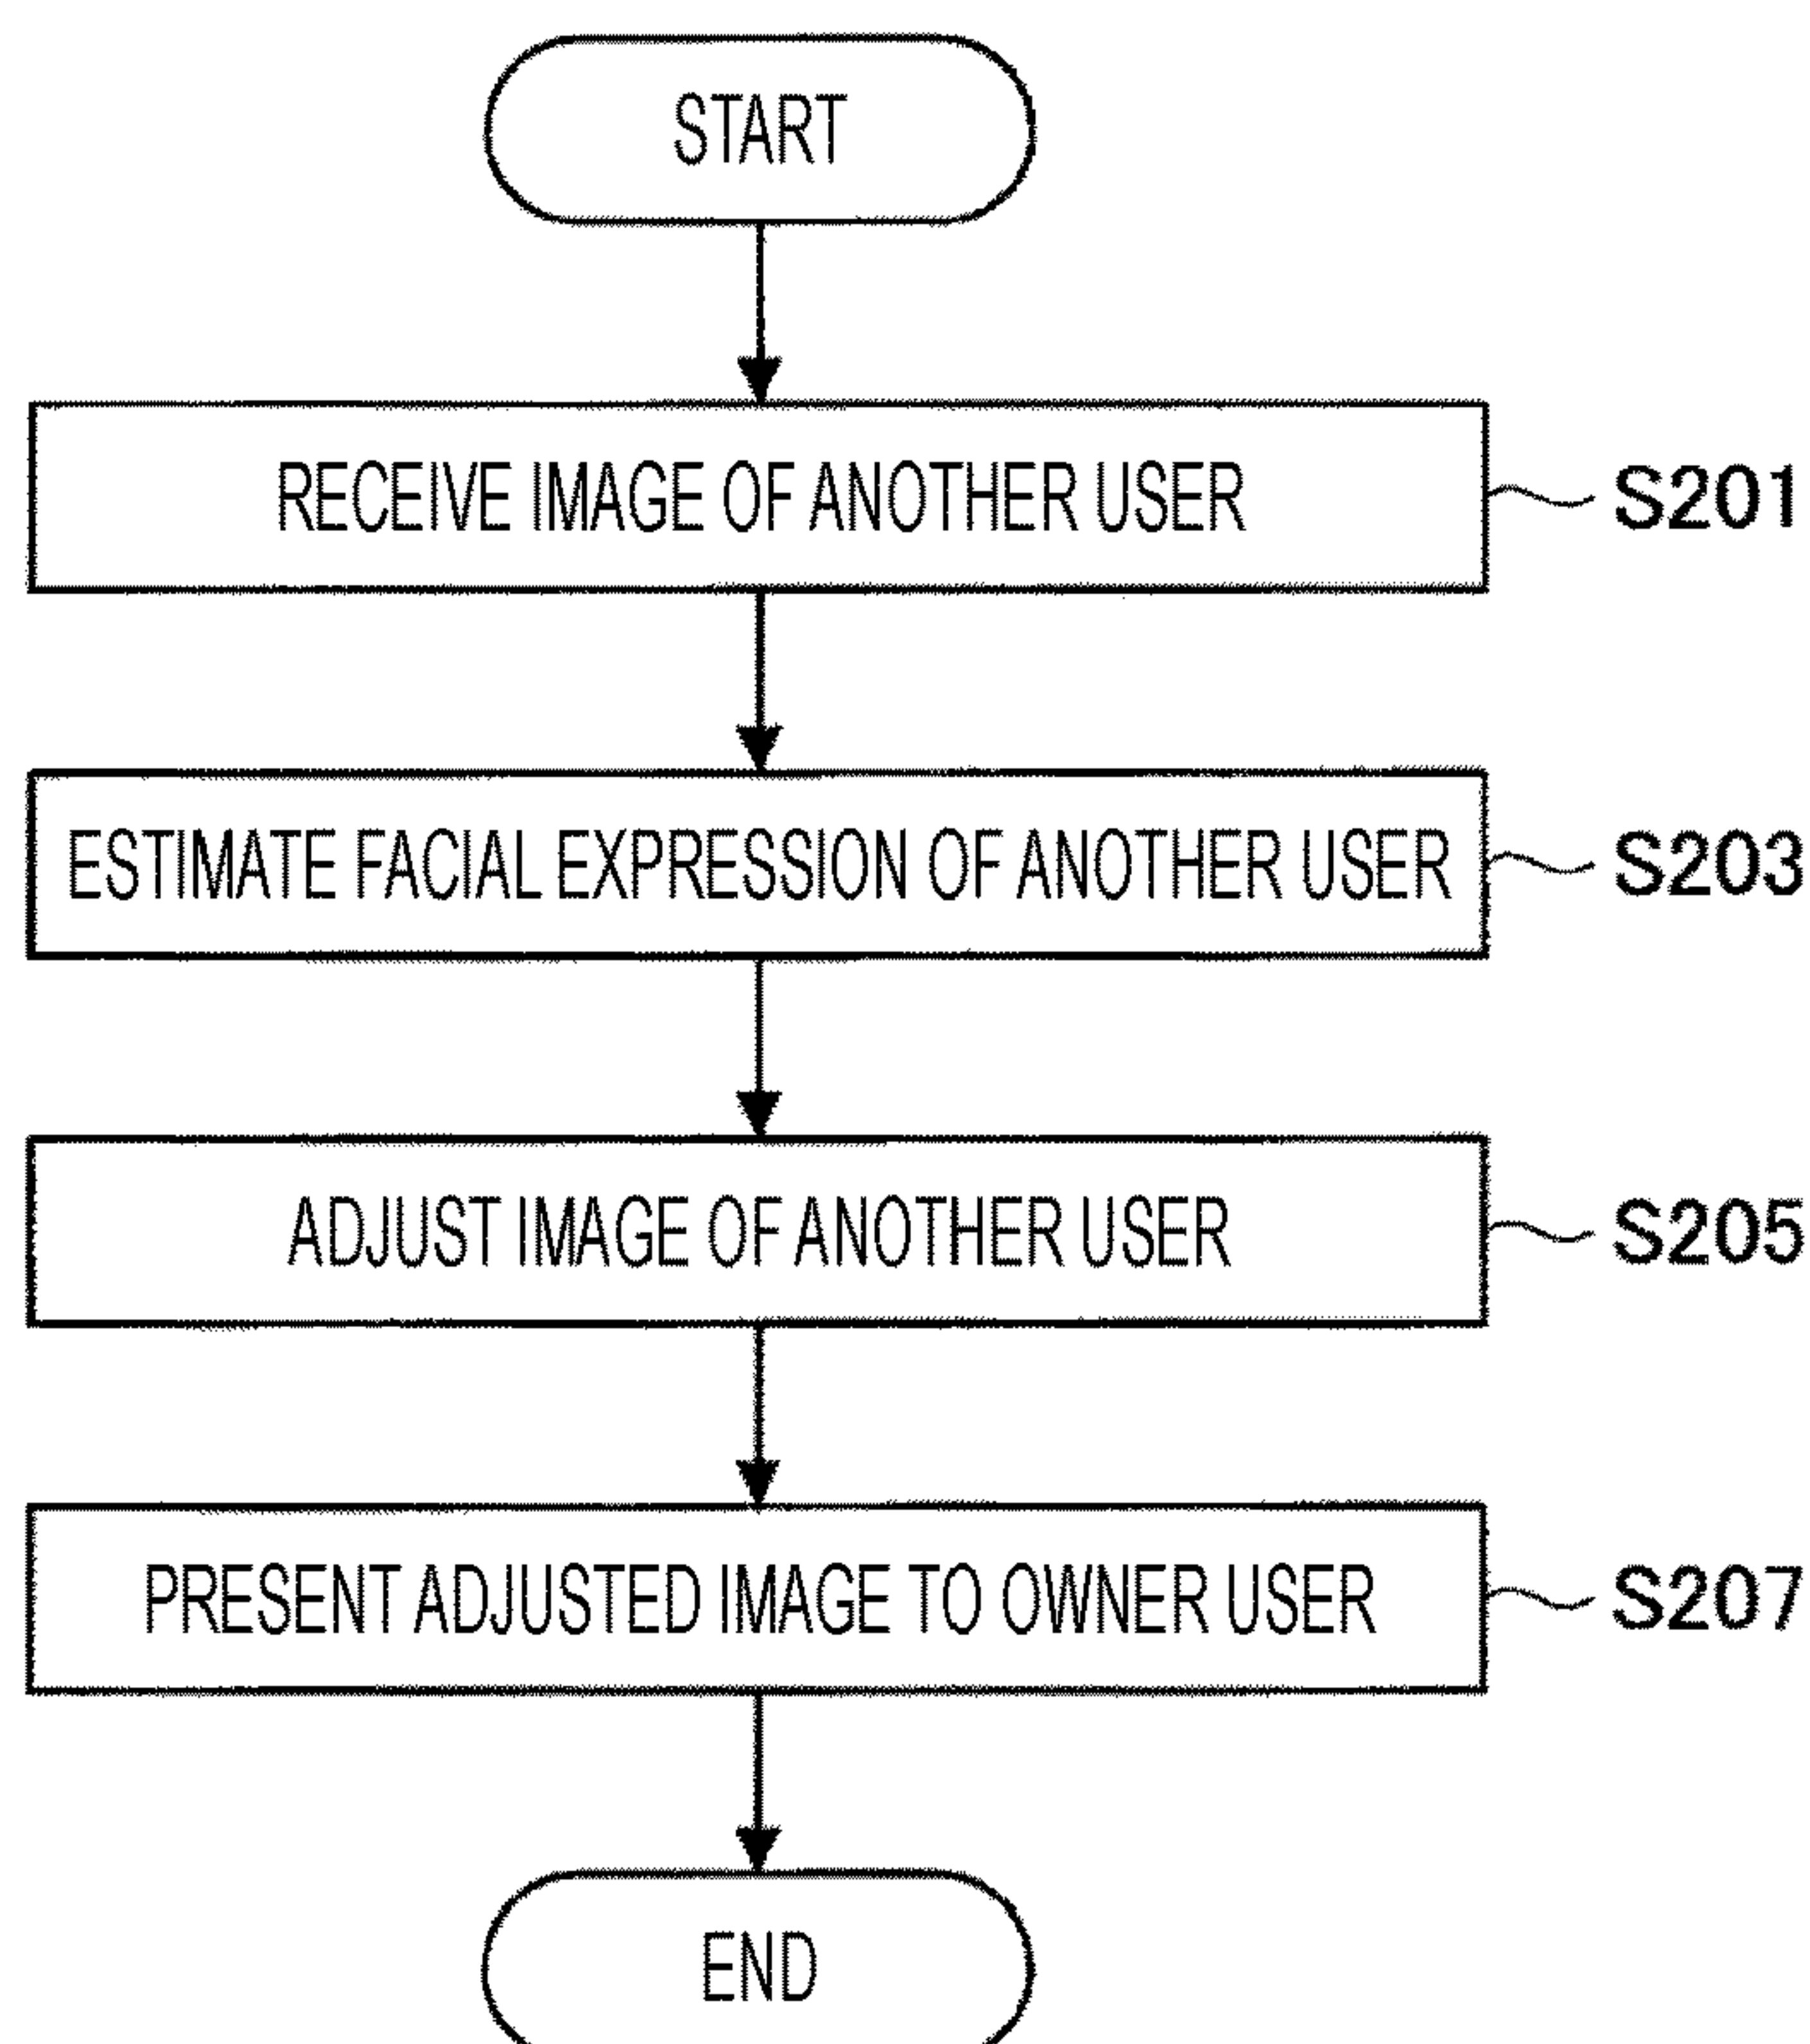 START
RECEIVE IMAGE OF ANOTHER USER S201
ESTIMATE FACIAL EXPRESSION OF ANOTHER USER S203
ADJUST IMAGE OF ANOTHER USER S205
PRESENT ADJUSTED IMAGE TO OWNER USER S207
END